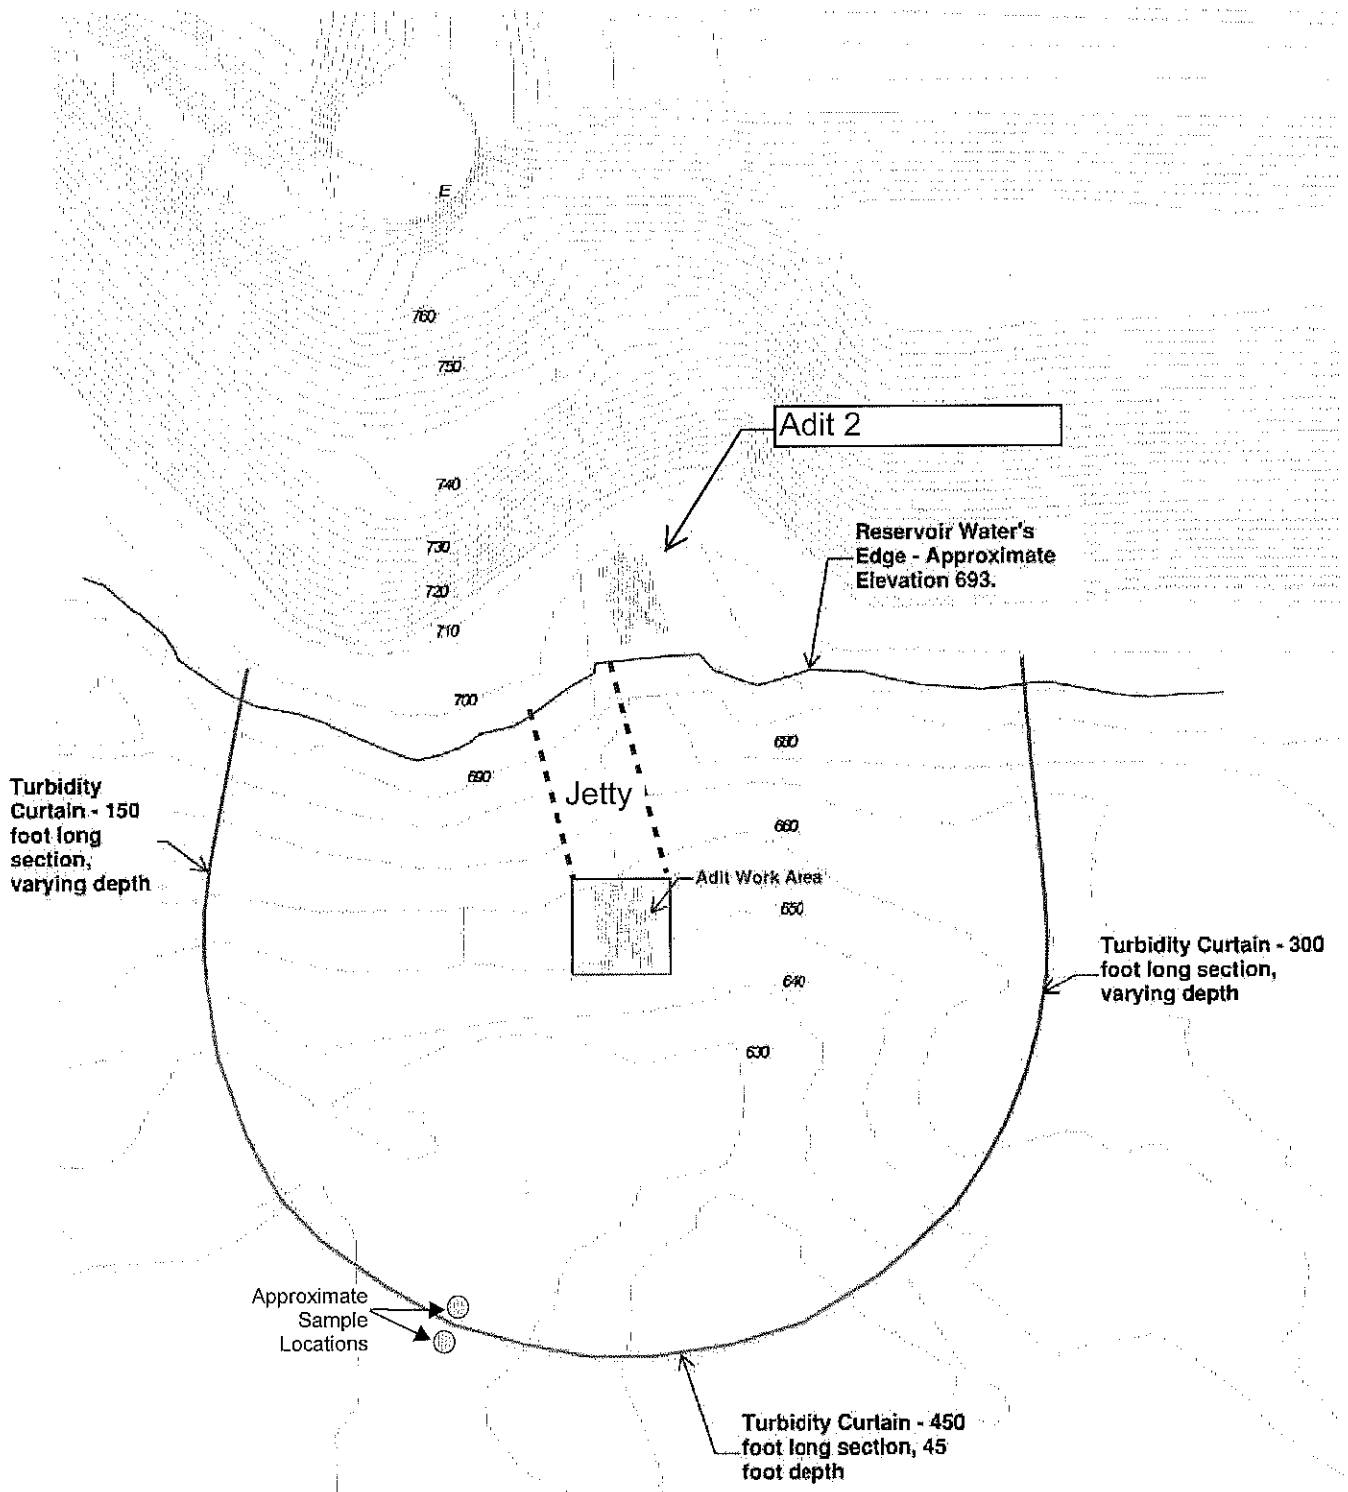 E
760
750
Adit 2
740
730
720
710
Reservoir Water's
Edge - Approximate
Elevation 693.
700
690
680
Turbidity
Curtain - 150
foot long
section,
varying depth
Jetty
660
Adit Work Area
650
Turbidity Curtain - 300
foot long section,
varying depth
640
630
Approximate
Sample
Locations
Turbidity Curtain - 450
foot long section, 45
foot depth